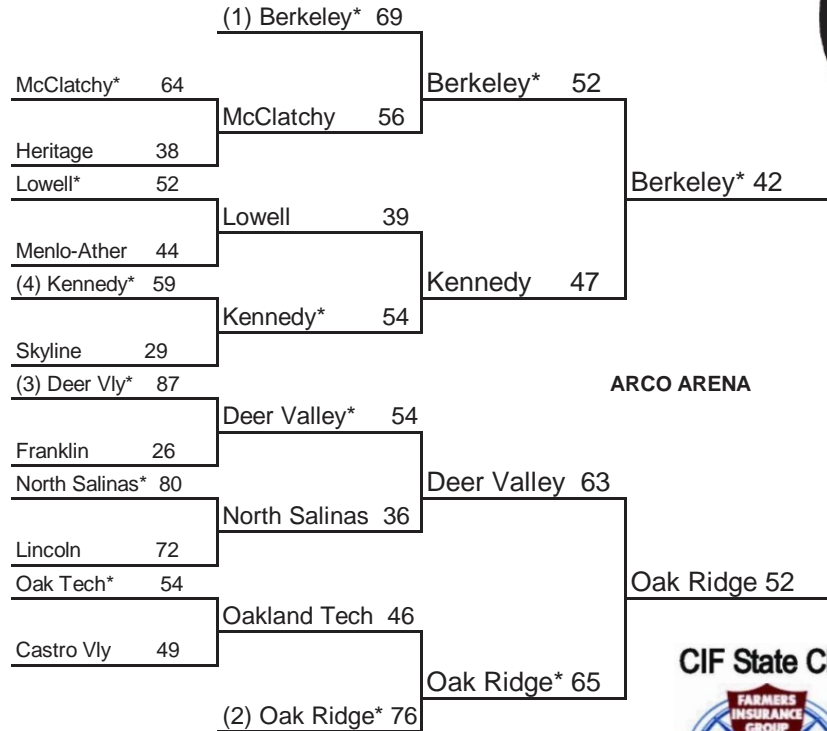 (1) Berkeley* 69
McClatchy* 64
Berkeley* 52
McClatchy 56
Heritage 38
Lowell* 52
Berkeley* 42
Lowell 39
Menlo-Ather 44
(4) Kennedy* 59
Kennedy 47
Kennedy* 54
Skyline 29
(3) Deer Vly* 87
ARCO ARENA
Deer Valley* 54
Franklin 26
North Salinas* 80
Deer Valley 63
North Salinas 36
Lincoln 72
Oak Tech* 54
Oak Ridge 52
Oakland Tech 46
Castro Vly 49
CIF State C
Oak Ridge* 65
FARMERS
INSURANCE
GROUP
(2) Oak Ridge* 76